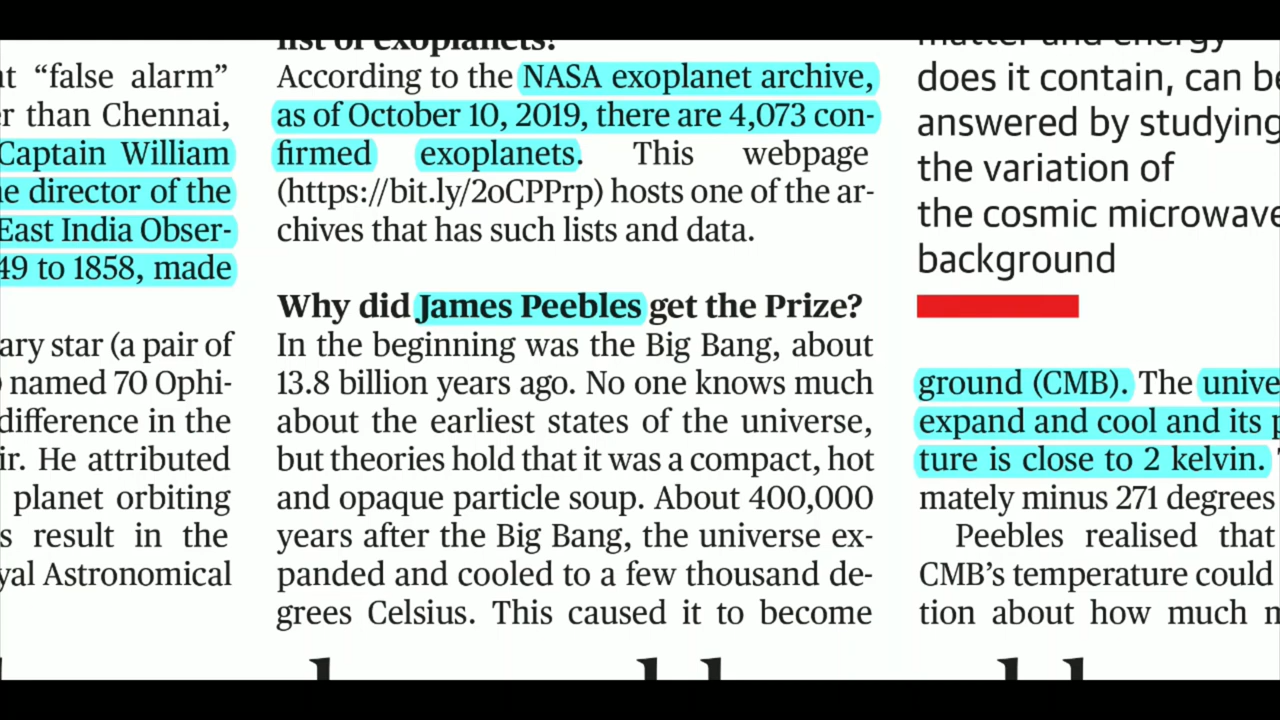 nt “false alarm”
er than Chennai,
Captain William
ne director of the
East India Obser-
49 to 1858, made
ary star (a pair of
named 70 Ophi-
difference in the
ir. He attributed
planet orbiting
s result in the
yal Astronomical
list of exoplanets?
According to the NASA exoplanet archive,
as of October 10, 2019, there are 4,073 con-
firmed exoplanets. This webpage
(https://bit.ly/2oCPPrp) hosts one of the ar-
chives that has such lists and data.
Why did James Peebles get the Prize?
In the beginning was the Big Bang, about
13.8 billion years ago. No one knows much
about the earliest states of the universe,
but theories hold that it was a compact, hot
and opaque particle soup. About 400,000
years after the Big Bang, the universe ex-
panded and cooled to a few thousand de-
grees Celsius. This caused it to become
matter and energy
does it contain, can be
answered by studying
the variation of
the cosmic microwave
background
ground (CMB). The unive
expand and cool and its p
ture is close to 2 kelvin.
mately minus 271 degrees
Peebles realised that
CMB’s temperature could
tion about how much m